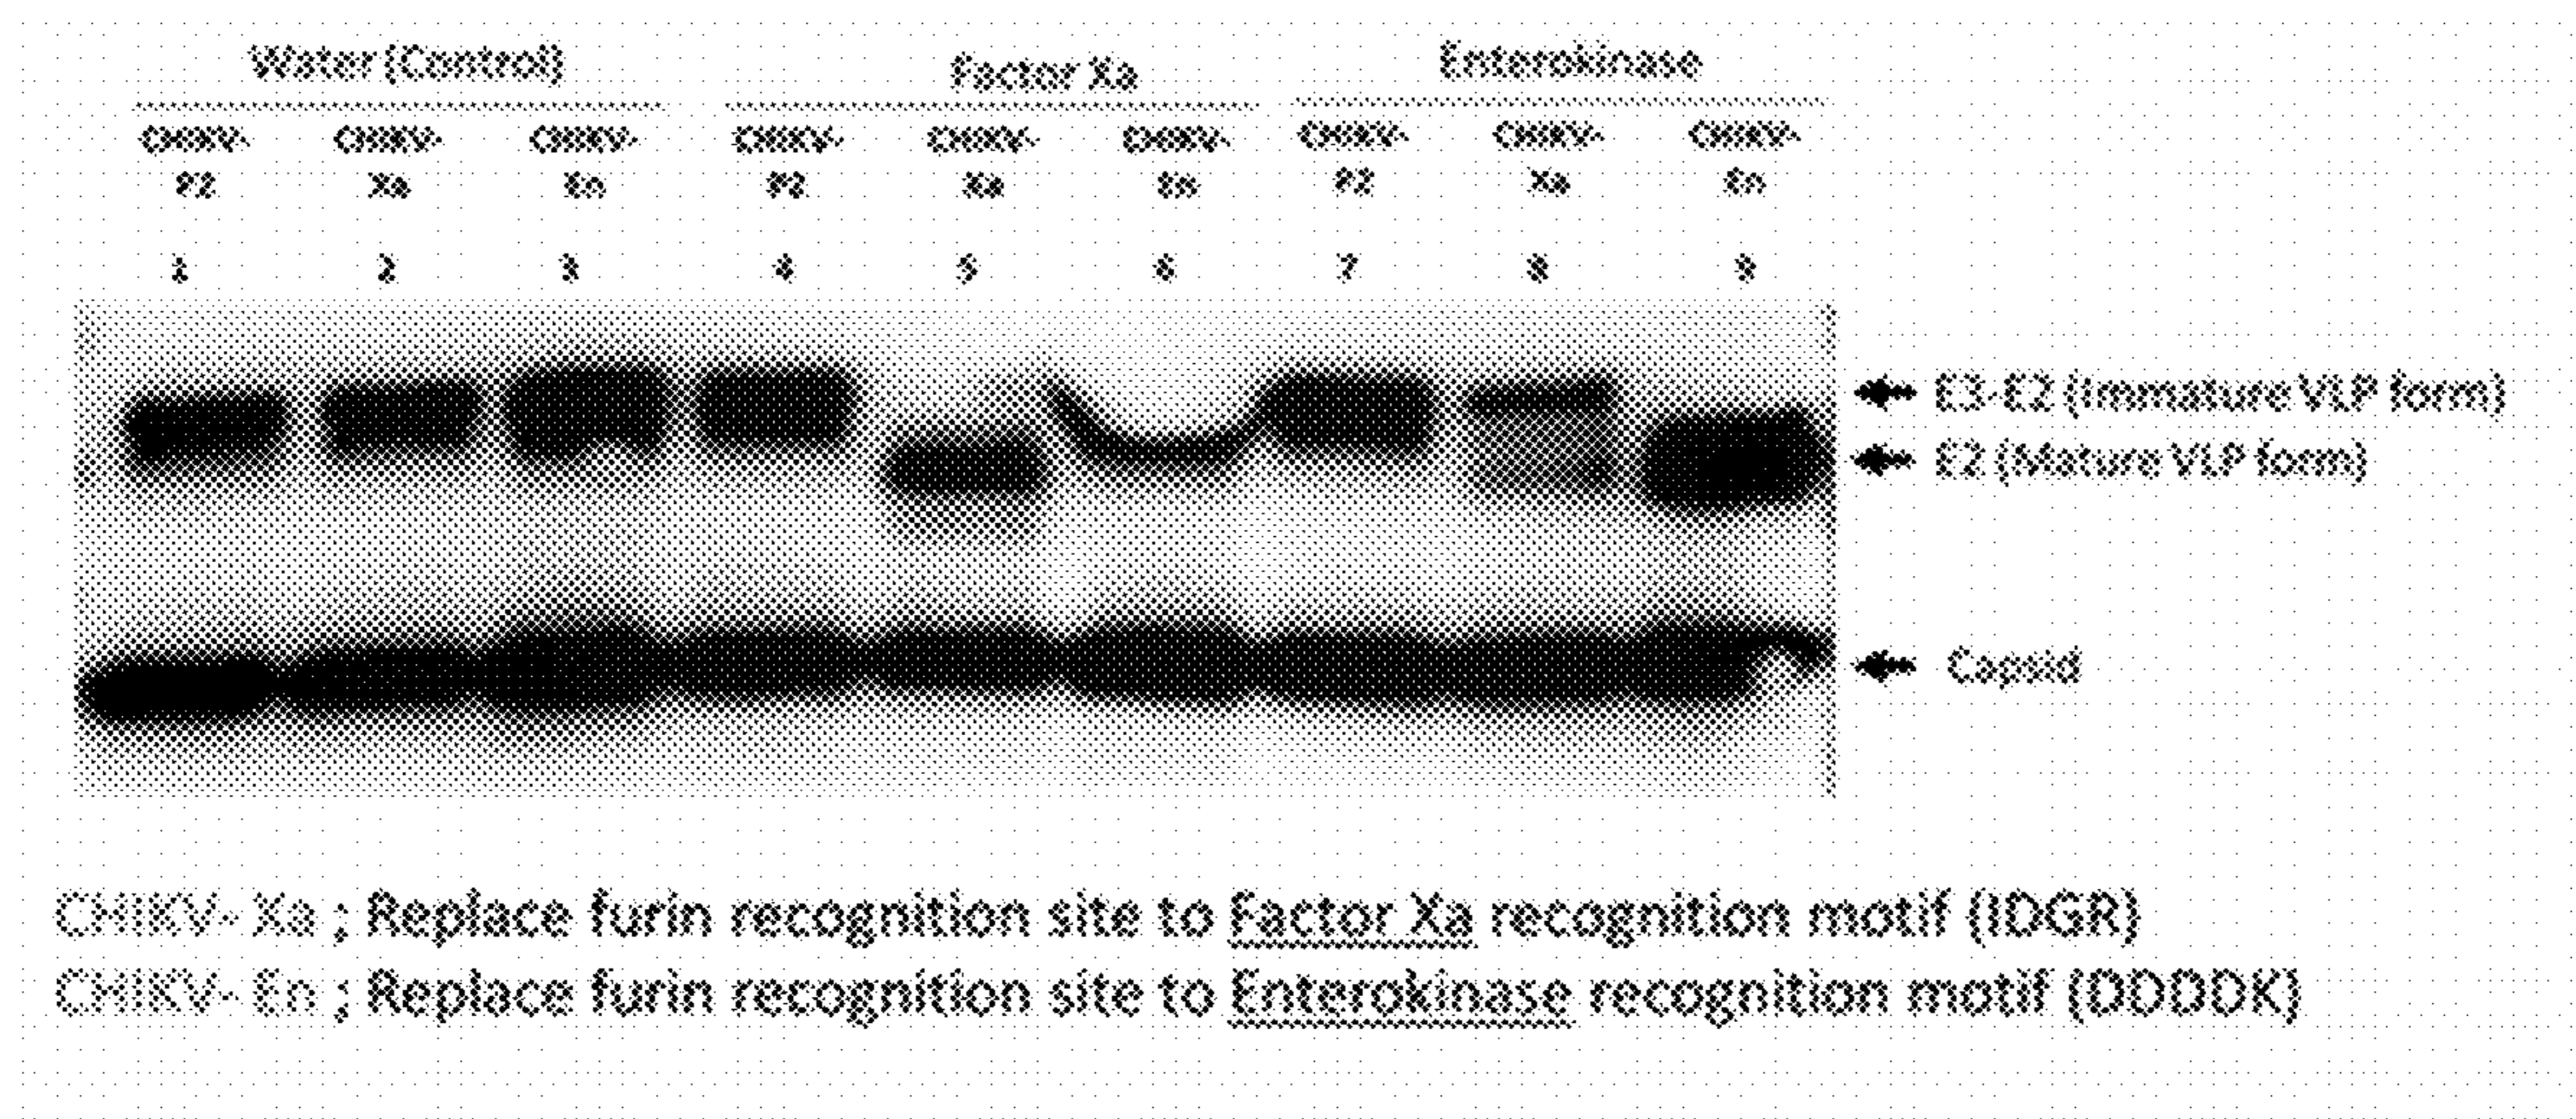 Water (Control) Factor Xa Enterokinase
CHIKV- CHIKV- CHIKV- CHIKV- CHIKV- CHIKV- CHIKV- CHIKV- CHIKV-
P2 Xa En P2 Xa En P2 Xa En
1 2 3 4 5 6 7 8 9
E3-E2 (Immature VLP form)
E2 (Mature VLP form)
Capsid
CHIKV- Xa ; Replace furin recognition site to Factor Xa recognition motif (IDGR)
CHIKV- En ; Replace furin recognition site to Enterokinase recognition motif (DDDDK)